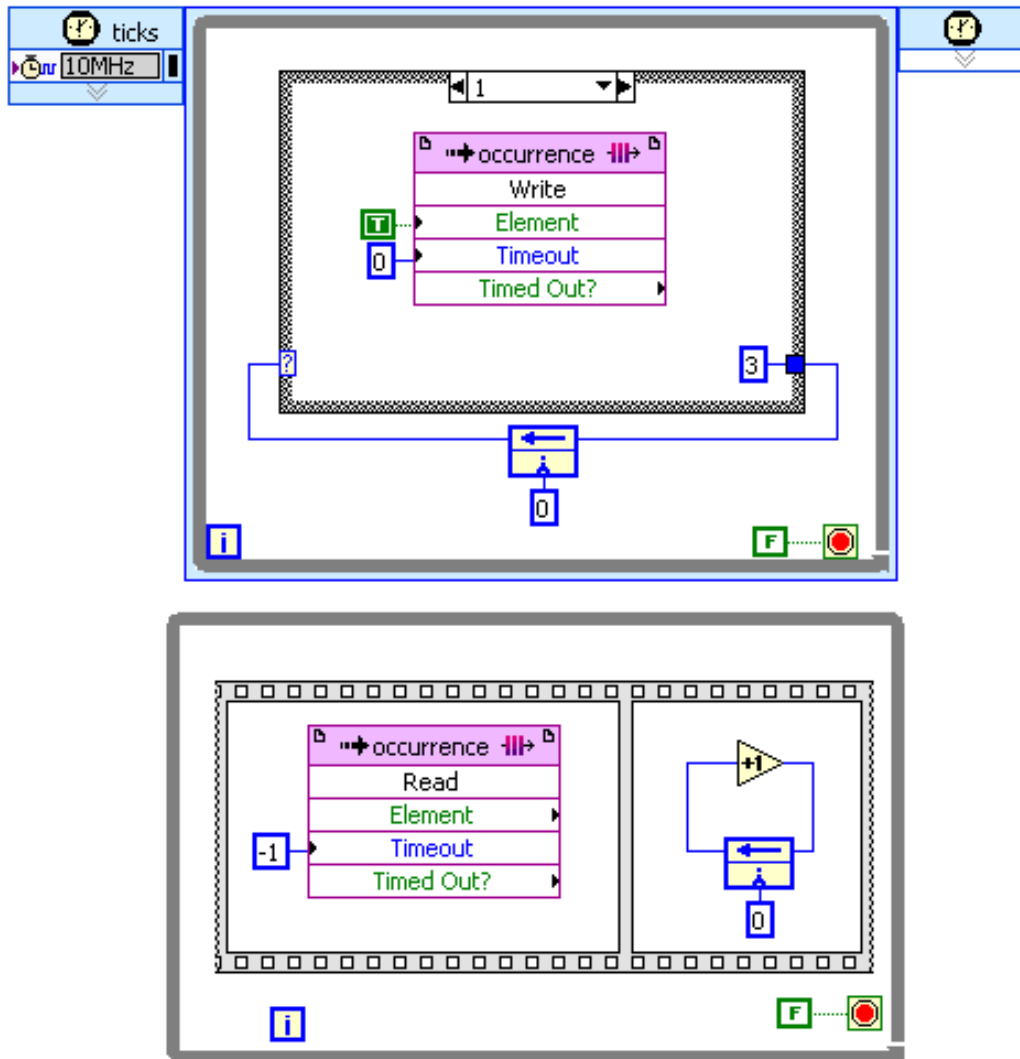 ticks
10MHz
1
occurrence
Write
T
Element
0
Timeout
Timed Out?
?
3
i
0
i
F
occurrence
Read
+1
Element
-1
Timeout
Timed Out?
i
0
F
i